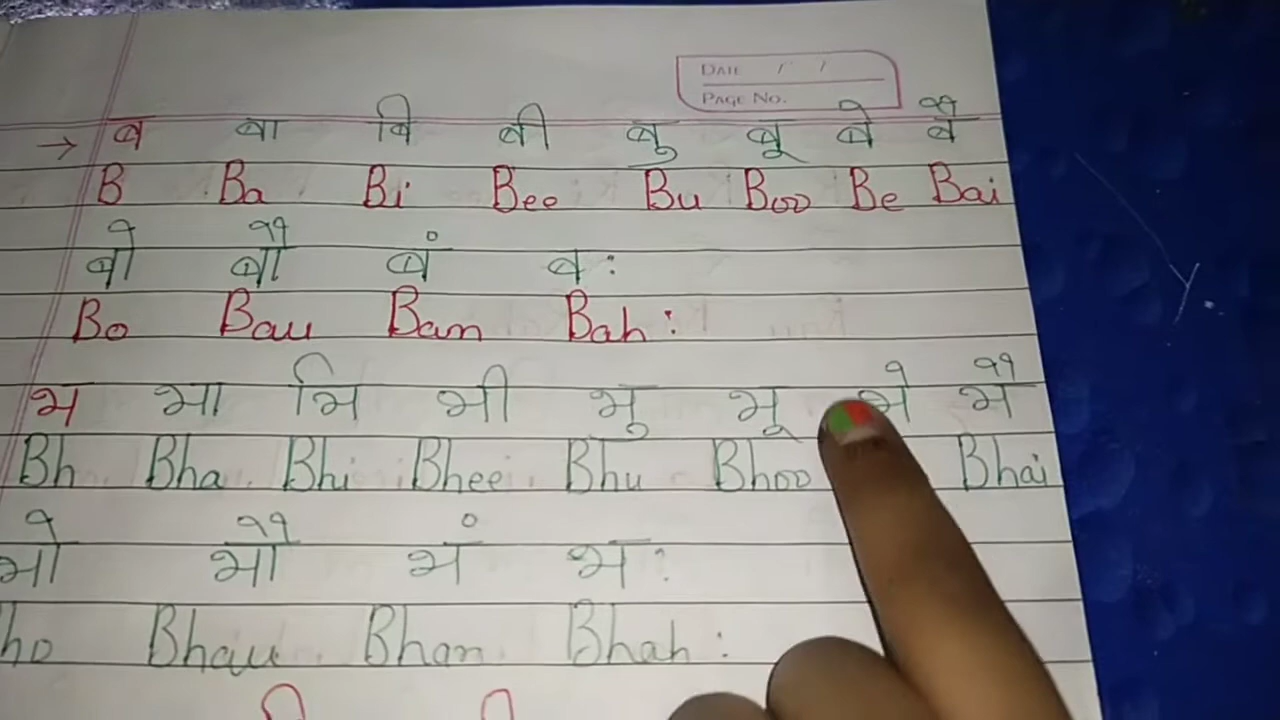 DATE / /
PAGE No.
→ ब बा बि बी बु बू बे बै
B Ba Bi Bee Bu Boo Be Bai
बो बौ बं बः
Bo Bau Ban Bah:
भ भा भि भी भु भू भे भै
Bh Bha Bhi Bhee Bhu Bhoo Bhai
भो भौ भं भः
ho Bhau Bhan Bhah: